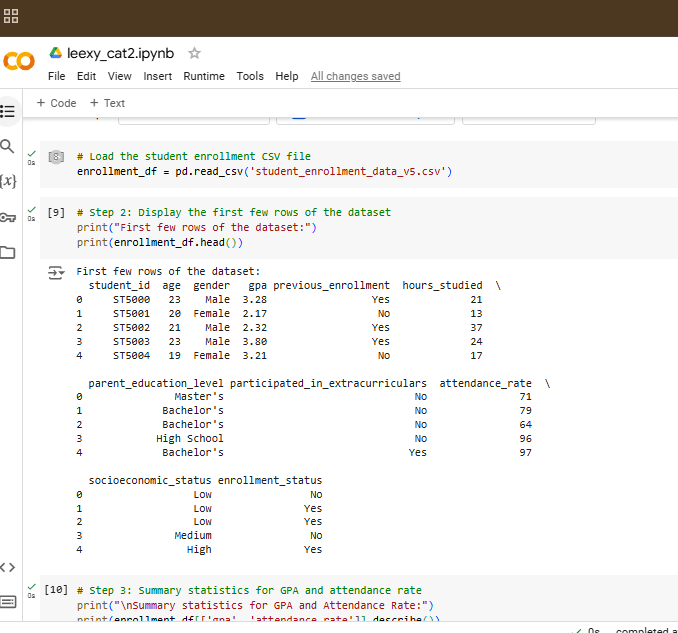 leexy_cat2.ipynb
File Edit View Insert Runtime Tools Help All changes saved
+ Code + Text
0s [8] # Load the student enrollment CSV file
enrollment_df = pd.read_csv('student_enrollment_data_v5.csv')
0s [9] # Step 2: Display the first few rows of the dataset
print("First few rows of the dataset:")
print(enrollment_df.head())
First few rows of the dataset:
student_id age gender gpa previous_enrollment hours_studied \
0 ST5000 23 Male 3.28 Yes 21
1 ST5001 20 Female 2.17 No 13
2 ST5002 21 Male 2.32 Yes 37
3 ST5003 23 Male 3.80 Yes 24
4 ST5004 19 Female 3.21 No 17
parent_education_level participated_in_extracurriculars attendance_rate \
0 Master's No 71
1 Bachelor's No 79
2 Bachelor's No 64
3 High School No 96
4 Bachelor's Yes 97
socioeconomic_status enrollment_status
0 Low No
1 Low Yes
2 Low Yes
3 Medium No
4 High Yes
0s [10] # Step 3: Summary statistics for GPA and attendance rate
print("\nSummary statistics for GPA and Attendance Rate:")
print(enrollment_df[['gpa', 'attendance_rate']].describe())
0s completed a